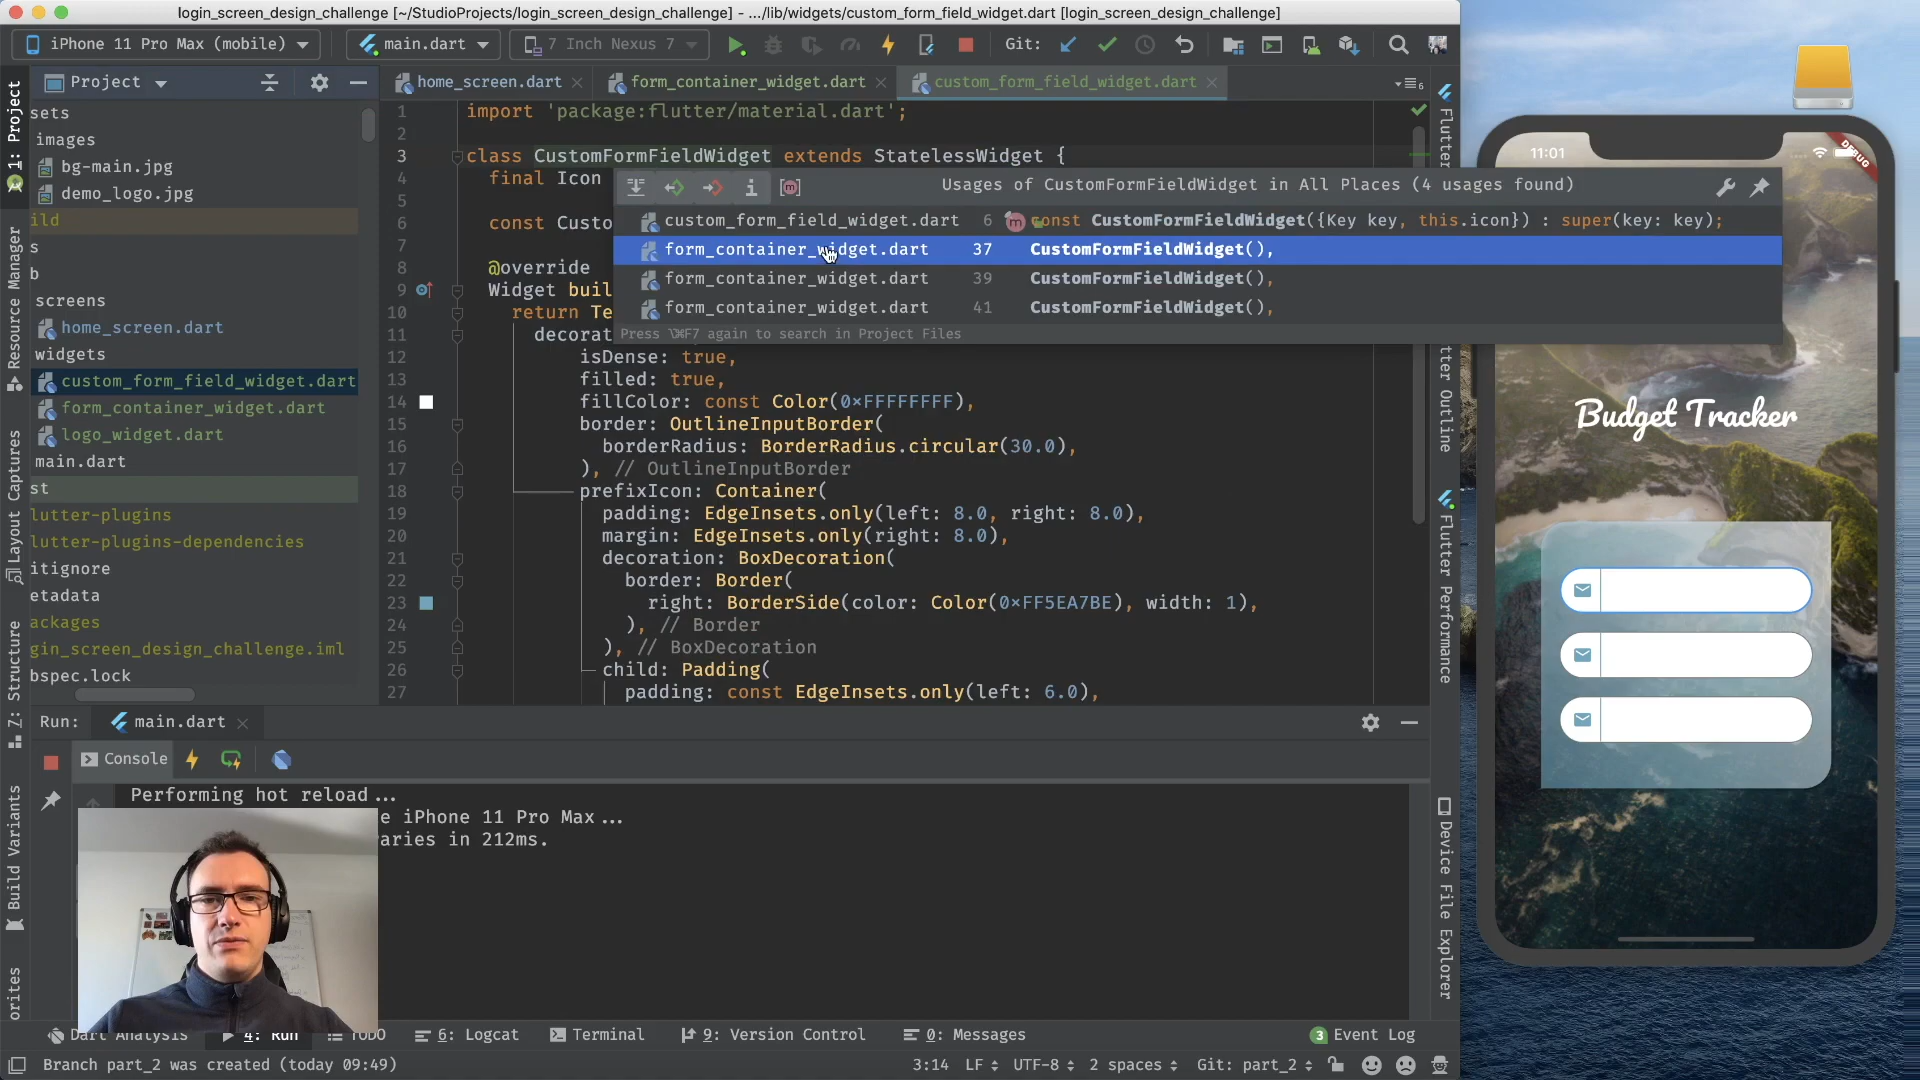 login_screen_design_challenge [~/StudioProjects/login_screen_design_challenge] - .../lib/widgets/custom_form_field_widget.dart [login_screen_design_challenge]
iPhone 11 Pro Max (mobile)
main.dart
7 Inch Nexus 7
Git:
Project
home_screen.dart
form_container_widget.dart
custom_form_field_widget.dart
6
1: Project
Resource Manager
Layout Captures
Z: Structure
Build Variants
orites
sets
images
bg-main.jpg
demo_logo.jpg
ild
s
b
screens
home_screen.dart
widgets
custom_form_field_widget.dart
form_container_widget.dart
logo_widget.dart
main.dart
st
lutter-plugins
lutter-plugins-dependencies
itignore
etadata
ackages
gin_screen_design_challenge.iml
bspec.lock
1 import 'package:flutter/material.dart';
2
3 class CustomFormFieldWidget extends StatelessWidget {
4 final Icon
5
6 const Custo
7
8 @override
9 Widget buil
10 return Te
11 decorat
12 isDense: true,
13 filled: true,
14 fillColor: const Color(0xFFFFFFFF),
15 border: OutlineInputBorder(
16 borderRadius: BorderRadius.circular(30.0),
17 ), // OutlineInputBorder
18 prefixIcon: Container(
19 padding: EdgeInsets.only(left: 8.0, right: 8.0),
20 margin: EdgeInsets.only(right: 8.0),
21 decoration: BoxDecoration(
22 border: Border(
23 right: BorderSide(color: Color(0xFF5EA7BE), width: 1),
24 ), // Border
25 ), // BoxDecoration
26 child: Padding(
27 padding: const EdgeInsets.only(left: 6.0),
Usages of CustomFormFieldWidget in All Places (4 usages found)
custom_form_field_widget.dart 6 const CustomFormFieldWidget({Key key, this.icon}) : super(key: key);
form_container_widget.dart 37 CustomFormFieldWidget(),
form_container_widget.dart 39 CustomFormFieldWidget(),
form_container_widget.dart 41 CustomFormFieldWidget(),
Press ⌥⌘F7 again to search in Project Files
Flutter
tter Outline
Flutter Performance
Device File Explorer
11:01
DEBUG
Budget Tracker
Run:
main.dart
Console
Performing hot reload...
e iPhone 11 Pro Max...
aries in 212ms.
Dart Analysis
4: Run
TODO
6: Logcat
Terminal
9: Version Control
0: Messages
3 Event Log
Branch part_2 was created (today 09:49)
3:14
LF
UTF-8
2 spaces
Git: part_2